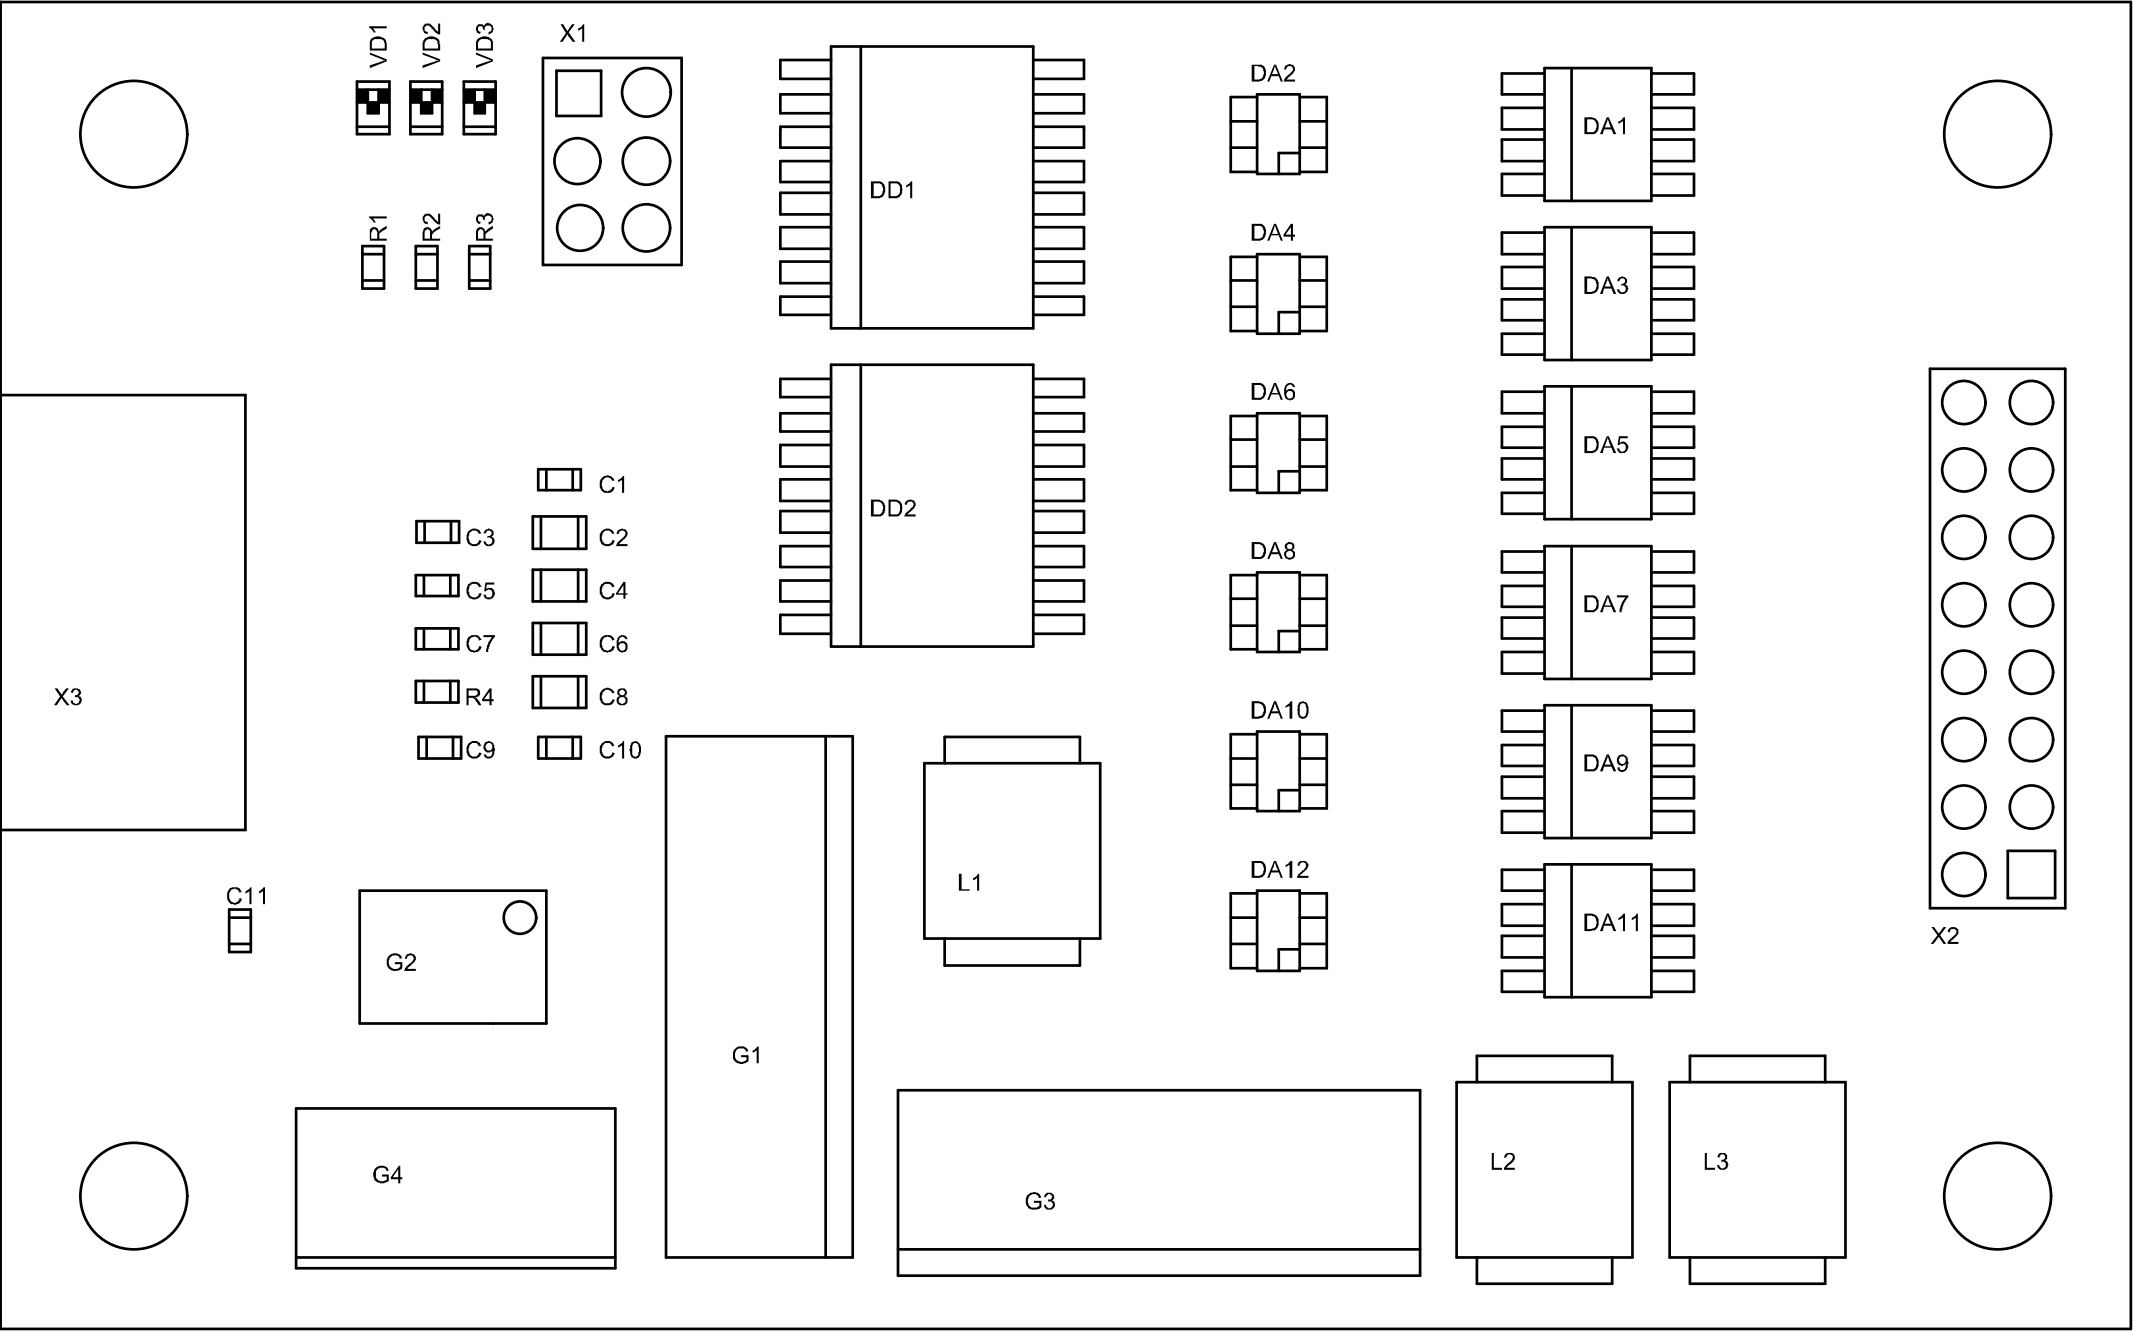 VD1 VD2 VD3 X1
DA2 DA1
DD1
R1 R2 R3
DA4 DA3
DA6 DA5
C1
DD2
C3 C2
DA8 DA7
C5 C4
C7 C6
X3 R4 C8
DA10 DA9
C9 C10
DA12
L1
C11
DA11
X2
G2
G1
L2 L3
G4
G3